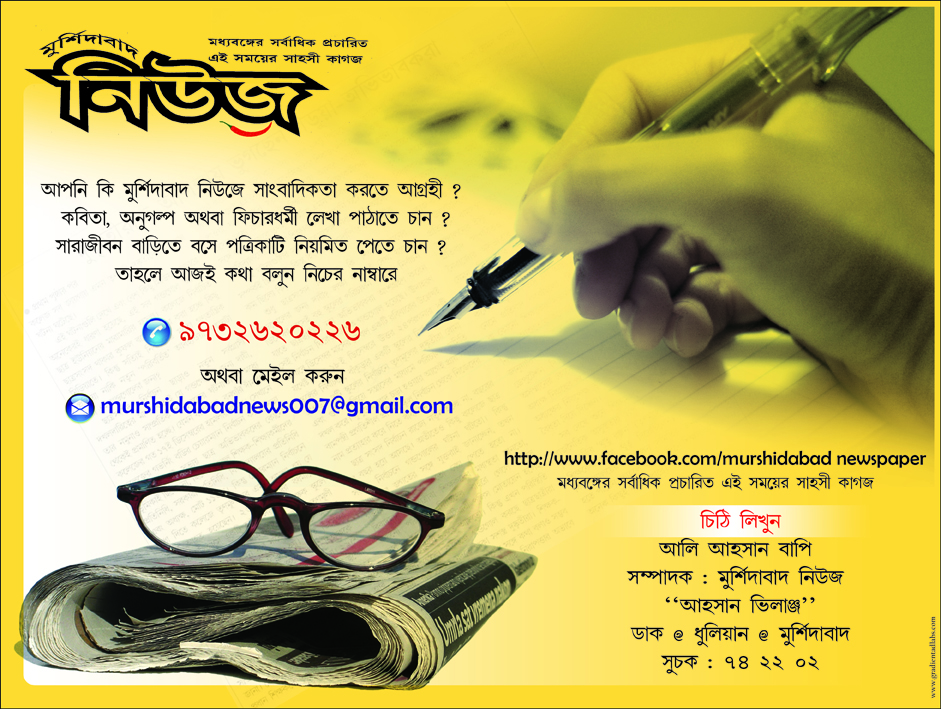 মুর্শিদাবাদ
নিউজ
মধ্যবঙ্গের সর্বাধিক প্রচারিত
এই সময়ের সাহসী কাগজ
আপনি কি মুর্শিদাবাদ নিউজে সাংবাদিকতা করতে আগ্রহী ?
কবিতা, অনুগল্প অথবা ফিচারধর্মী লেখা পাঠাতে চান ?
সারাজীবন বাড়িতে বসে পত্রিকাটি নিয়মিত পেতে চান ?
তাহলে আজই কথা বলুন নিচের নাম্বারে
৯৭৩২৬২০২২৬
অথবা মেইল করুন
murshidabadnews007@gmail.com
http://www.facebook.com/murshidabad newspaper
মধ্যবঙ্গের সর্বাধিক প্রচারিত এই সময়ের সাহসী কাগজ
চিঠি লিখুন
আলি আহসান বাপি
সম্পাদক : মুর্শিদাবাদ নিউজ
‘‘আহসান ভিলাঞ্জ’’
ডাক @ ধুলিয়ান @ মুর্শিদাবাদ
সুচক : ৭৪ ২২ ০২
www.gradientadlabs.com